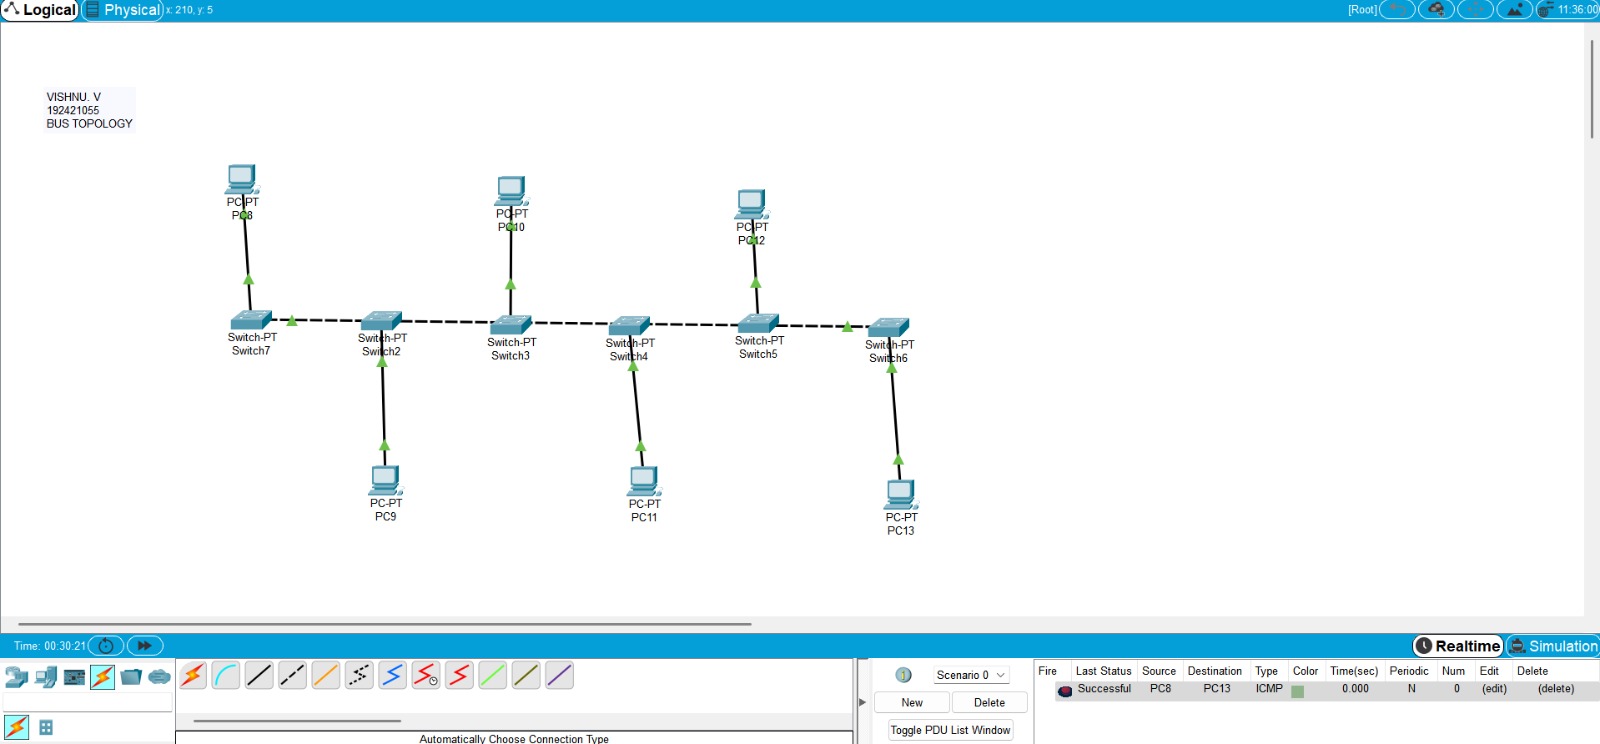 Logical
Physical
x: 210, y: 5
[Root]
11:36:00
VISHNU. V
192421055
BUS TOPOLOGY
PC-PT
PC8
PC-PT
PC10
PC-PT
PC12
Switch-PT
Switch7
Switch-PT
Switch2
Switch-PT
Switch3
Switch-PT
Switch4
Switch-PT
Switch5
Switch-PT
Switch6
PC-PT
PC9
PC-PT
PC11
PC-PT
PC13
Time: 00:30:21
Realtime
Simulation
Scenario 0
New
Delete
Toggle PDU List Window
Fire Last Status Source Destination Type Color Time(sec) Periodic Num Edit Delete
Successful PC8 PC13 ICMP 0.000 N 0 (edit) (delete)
Automatically Choose Connection Type